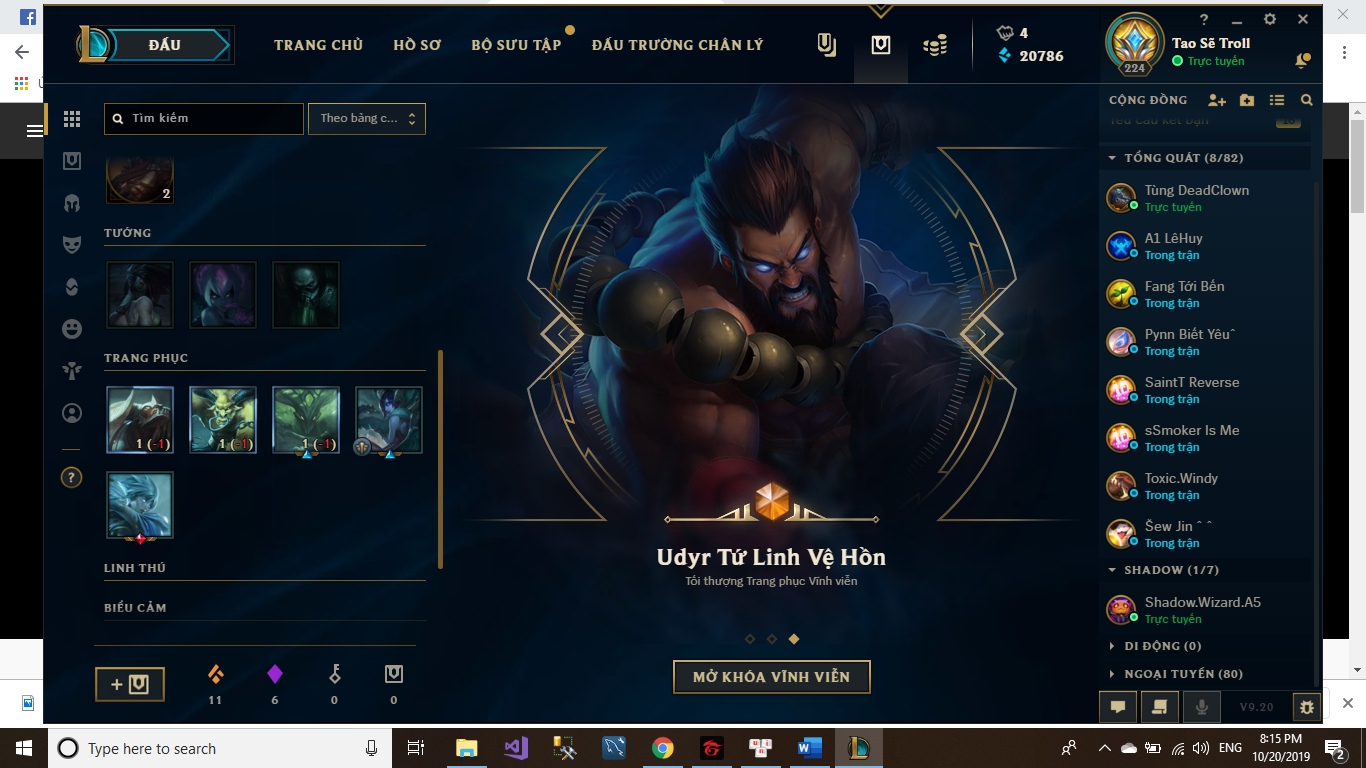 ĐẤU
TRANG CHỦ
HỒ SƠ
BỘ SƯU TẬP
ĐẤU TRƯỜNG CHÂN LÝ
4
20786
224
Tao Sẽ Troll
Trực tuyến
Tìm kiếm
Theo bảng c...
2
TƯỚNG
TRANG PHỤC
1 (-1)
1 (-1)
1 (-1)
LINH THÚ
BIỂU CẢM
11
6
0
0
Udyr Tứ Linh Vệ Hồn
Tối thượng Trang phục Vĩnh viễn
MỞ KHÓA VĨNH VIỄN
CỘNG ĐỒNG
Yêu cầu kết bạn
TỔNG QUÁT (8/82)
Tùng DeadClown
Trực tuyến
A1 LêHuy
Trong trận
Fang Tới Bến
Trong trận
Pynn Biết Yêuˆ
Trong trận
SaintT Reverse
Trong trận
sSmoker Is Me
Trong trận
Toxic.Windy
Trong trận
Šew Jin ˆ ˆ
Trong trận
SHADOW (1/7)
Shadow.Wizard.A5
Trực tuyến
DI ĐỘNG (0)
NGOẠI TUYẾN (80)
V9.20
Type here to search
ENG
8:15 PM
10/20/2019
2